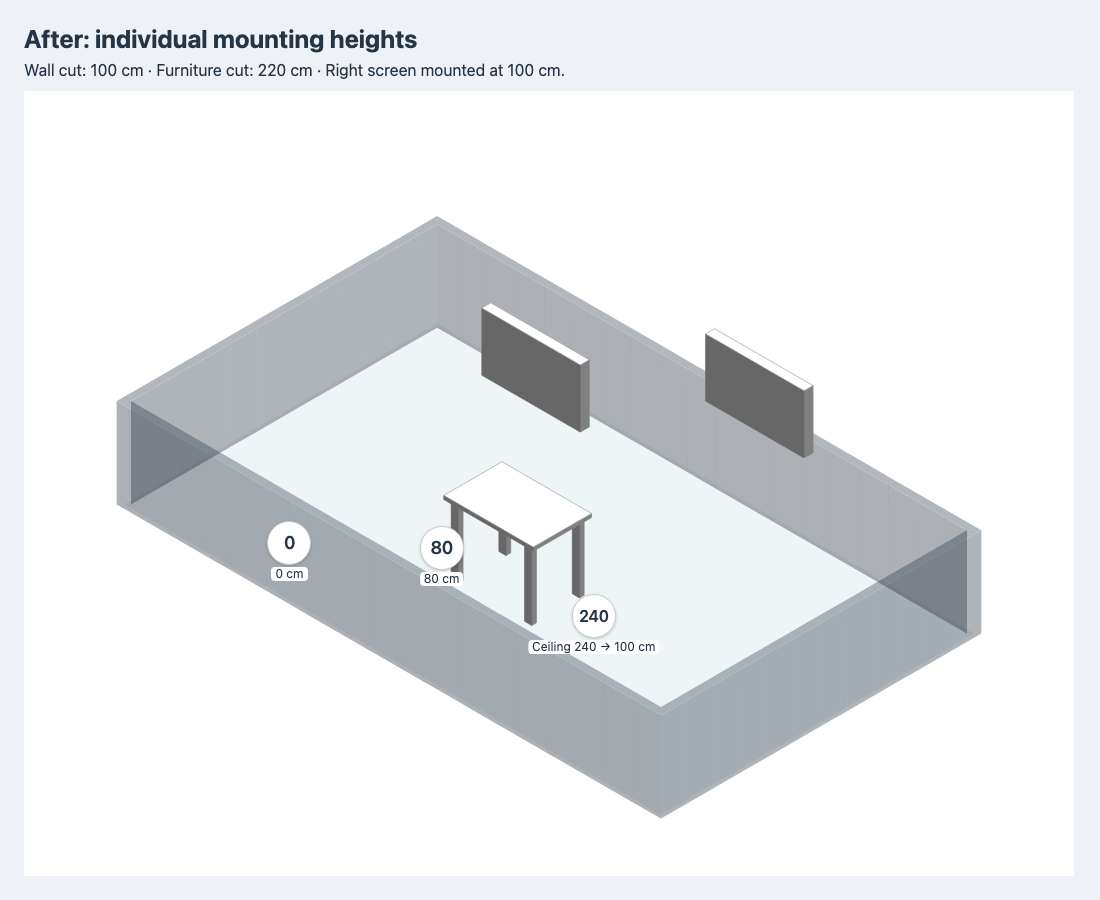 After: individual mounting heights
Wall cut: 100 cm · Furniture cut: 220 cm · Right screen mounted at 100 cm.
0
0 cm
80
80 cm
240
Ceiling 240 → 100 cm